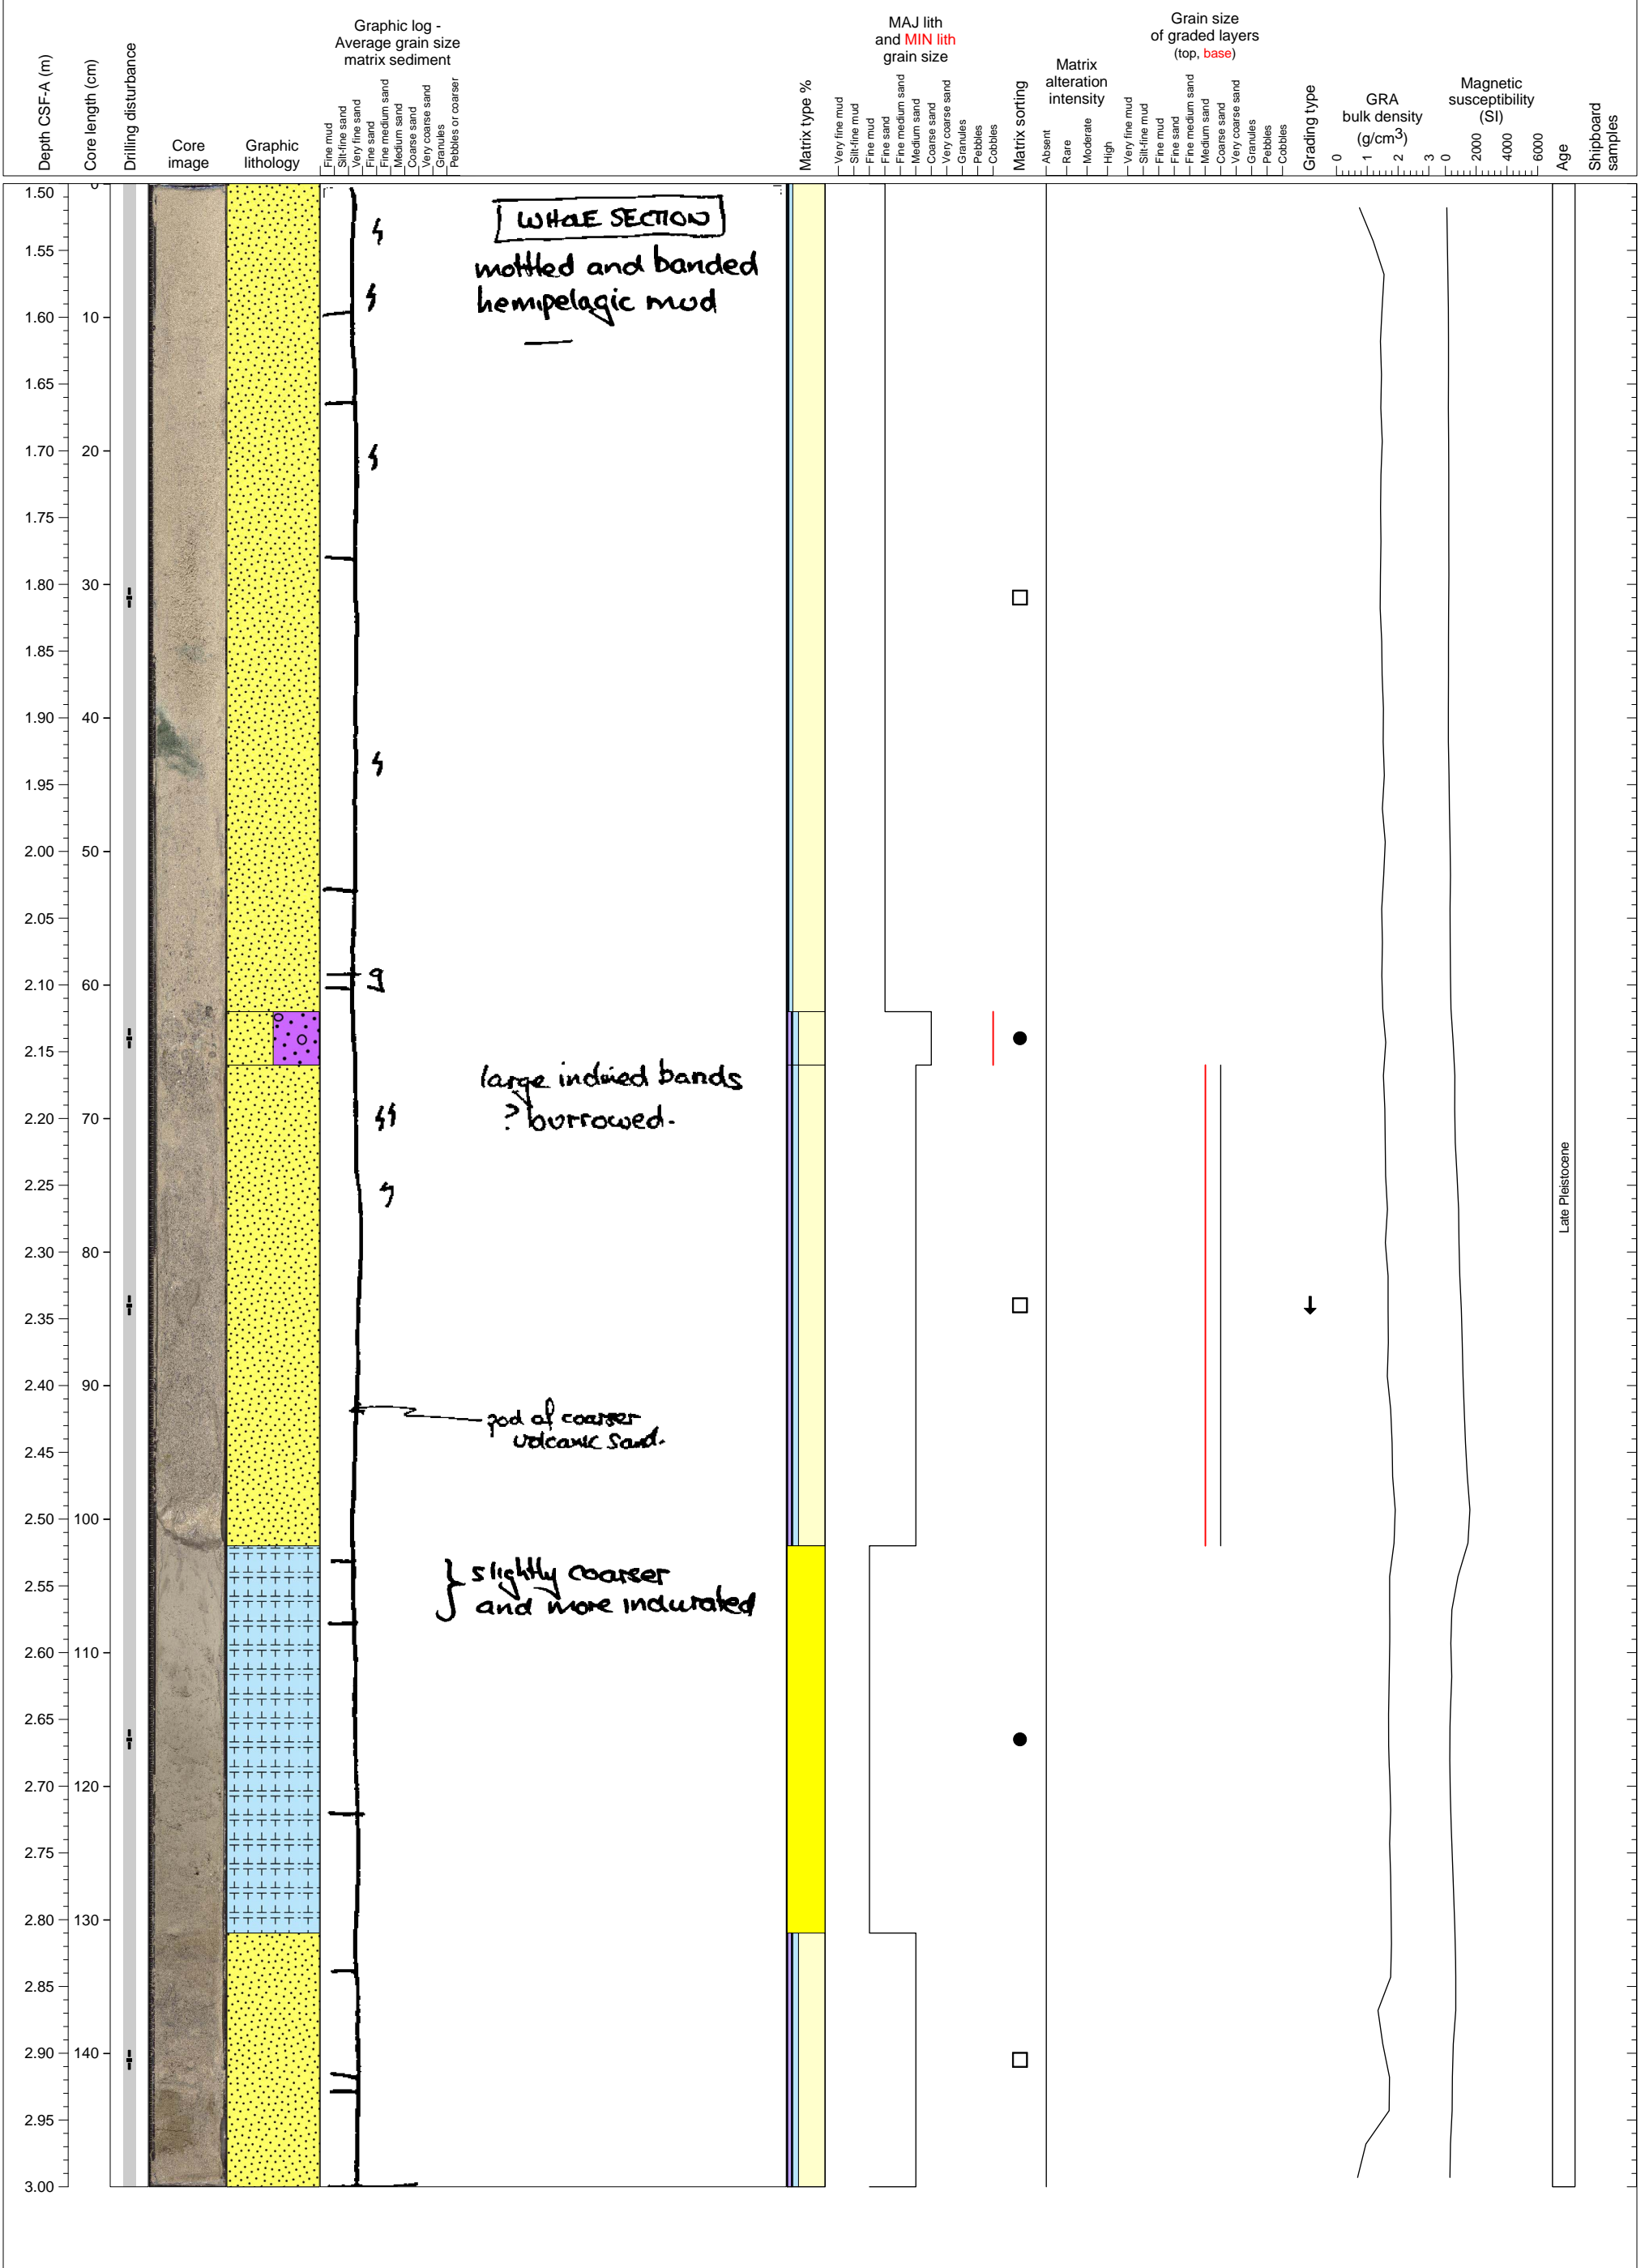 Depth CSF-A (m)
Core length (cm)
Drilling disturbance
Core
image
Graphic
lithology
Graphic log -
Average grain size
matrix sediment
Fine mud
Silt-fine sand
Very fine sand
Fine sand
Fine medium sand
Medium sand
Coarse sand
Very coarse sand
Granules
Pebbles or coarser
Matrix type %
MAJ lith
and MIN lith
grain size
Very fine mud
Silt-fine mud
Fine mud
Fine sand
Fine medium sand
Medium sand
Coarse sand
Very coarse sand
Granules
Pebbles
Cobbles
Matrix sorting
Matrix
alteration
intensity
Absent
Rare
Moderate
High
Grain size
of graded layers
(top, base)
Very fine mud
Silt-fine mud
Fine mud
Fine sand
Fine medium sand
Medium sand
Coarse sand
Very coarse sand
Granules
Pebbles
Cobbles
Grading type
GRA
bulk density
(g/cm3)
0
1
2
3
Magnetic
susceptibility
(SI)
0
2000
4000
6000
Age
Shipboard
samples
1.50 0
1.55
1.60 10
1.65
1.70 20
1.75
1.80 30
1.85
1.90 40
1.95
2.00 50
2.05
2.10 60
2.15
2.20 70
2.25
2.30 80
2.35
2.40 90
2.45
2.50 100
2.55
2.60 110
2.65
2.70 120
2.75
2.80 130
2.85
2.90 140
2.95
3.00
WHOLE SECTION
mottled and banded
hemipelagic mud
large inclined bands
? burrowed.
pod of coarser
volcanic sand.
} slightly coarser
and more indurated
Late Pleistocene